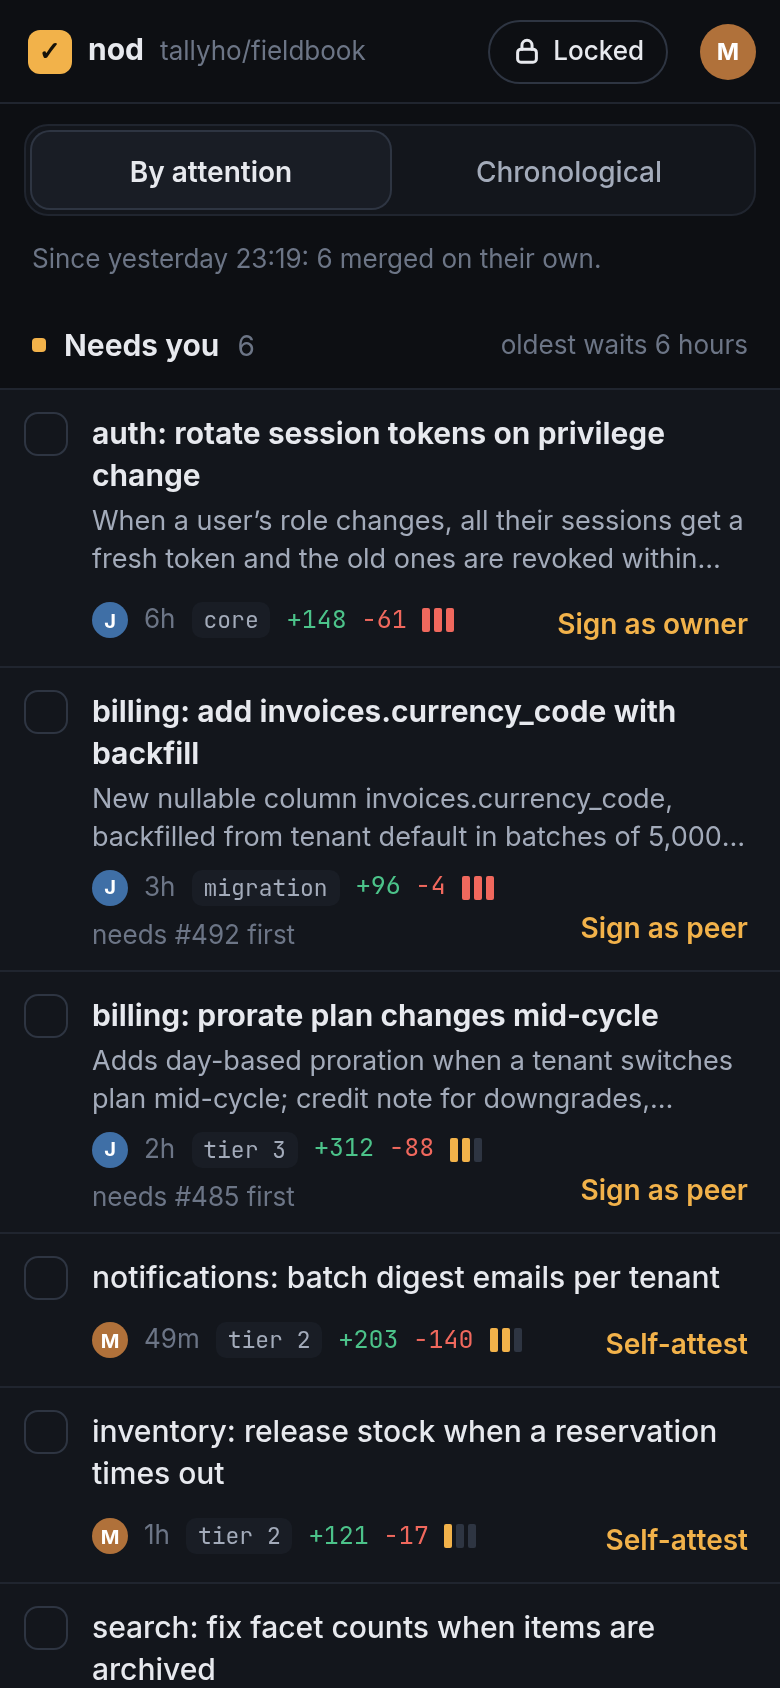 ✓ nod tallyho/fieldbook Locked M
By attention Chronological
Since yesterday 23:19: 6 merged on their own.
Needs you 6 oldest waits 6 hours
auth: rotate session tokens on privilege
change
When a user’s role changes, all their sessions get a
fresh token and the old ones are revoked within…
J 6h core +148 -61 Sign as owner
billing: add invoices.currency_code with
backfill
New nullable column invoices.currency_code,
backfilled from tenant default in batches of 5,000…
J 3h migration +96 -4
needs #492 first Sign as peer
billing: prorate plan changes mid-cycle
Adds day-based proration when a tenant switches
plan mid-cycle; credit note for downgrades,…
J 2h tier 3 +312 -88
needs #485 first Sign as peer
notifications: batch digest emails per tenant
M 49m tier 2 +203 -140 Self-attest
inventory: release stock when a reservation
times out
M 1h tier 2 +121 -17 Self-attest
search: fix facet counts when items are
archived